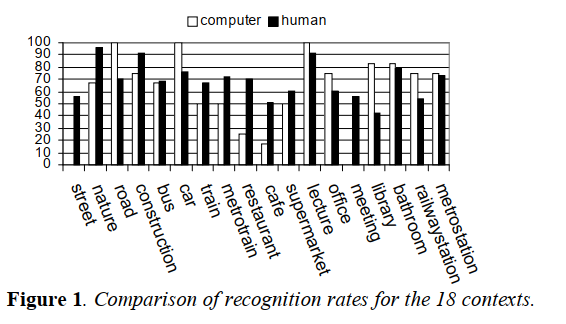 computer human
100
90
80
70
60
50
40
30
20
10
0
street
nature
road
construction
bus
car
train
metrotrain
restaurant
cafe
supermarket
lecture
office
meeting
library
bathroom
railwaystation
metrostation
Figure 1. Comparison of recognition rates for the 18 contexts.